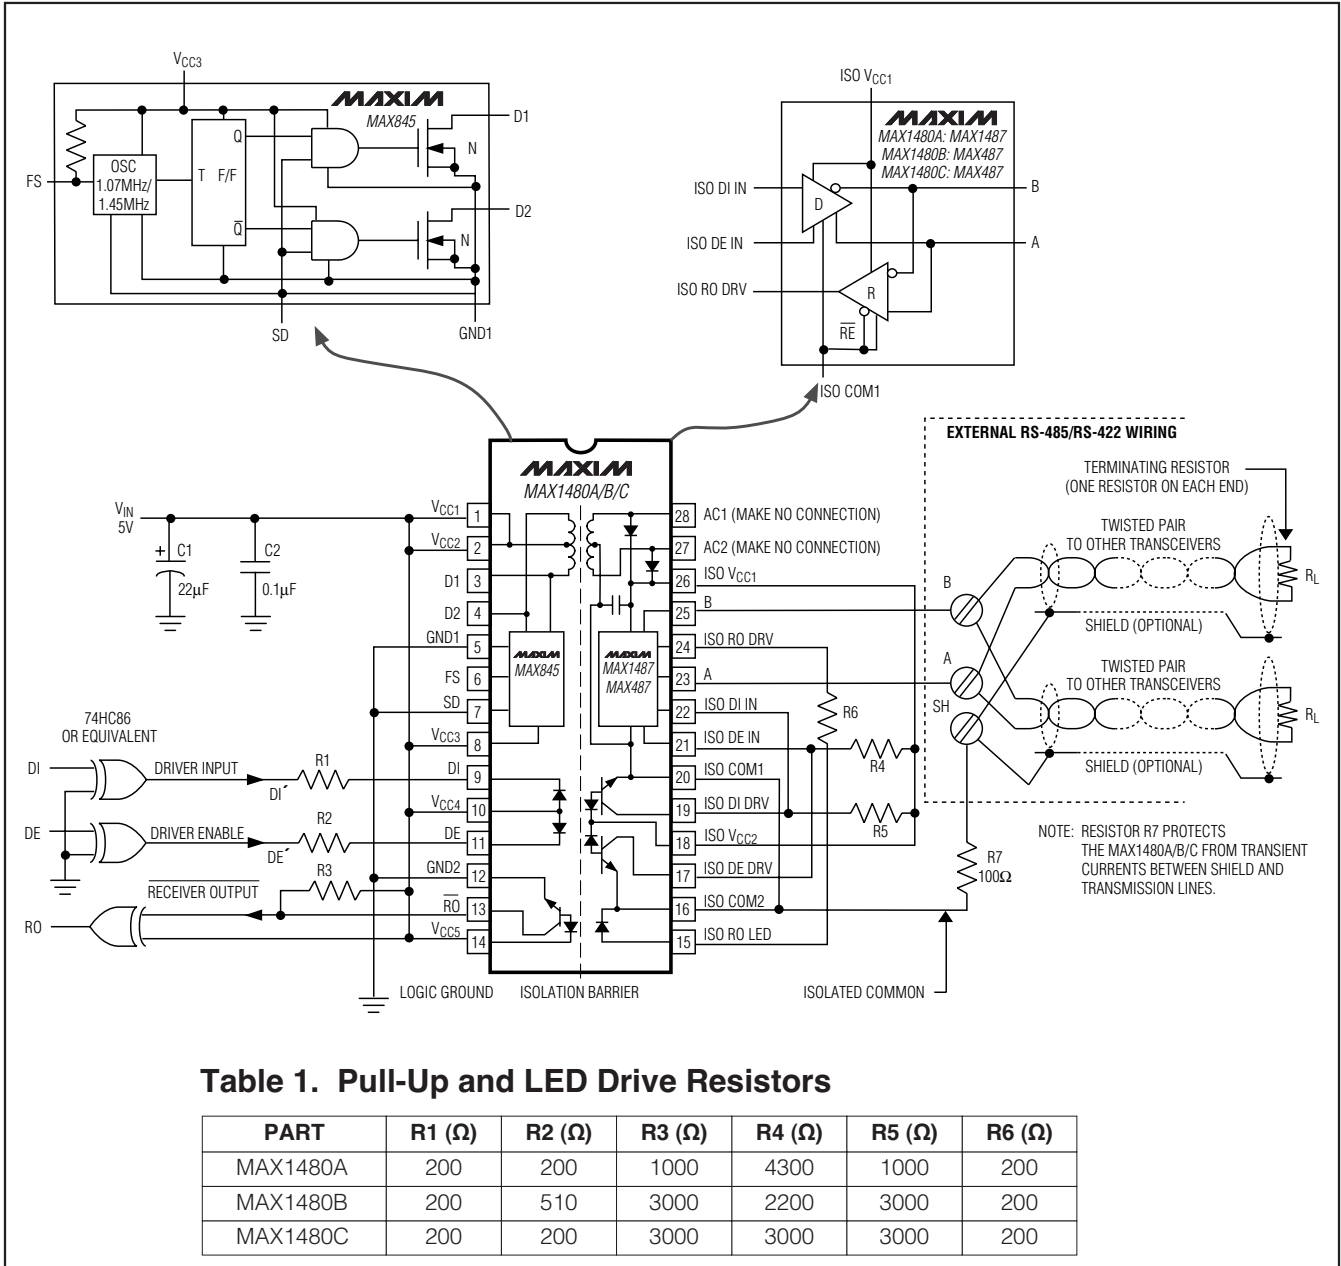 VCC3
MAXIM
MAX845
OSC
1.07MHz/
1.45MHz
FS
T F/F
Q
Q̅
N
N
D1
D2
SD
GND1
ISO VCC1
MAXIM
MAX1480A: MAX1487
MAX1480B: MAX487
MAX1480C: MAX487
ISO DI IN
ISO DE IN
ISO RO DRV
D
R
R̅E̅
B
A
ISO COM1
MAXIM
MAX1480A/B/C
VIN
5V
+ C1
22µF
C2
0.1µF
VCC1
VCC2
D1
D2
GND1
FS
SD
VCC3
DI
VCC4
DE
GND2
R̅O̅
VCC5
1
2
3
4
5
6
7
8
9
10
11
12
13
14
MAXIM
MAX845
MAXIM
MAX1487
MAX487
28
27
26
25
24
23
22
21
20
19
18
17
16
15
AC1 (MAKE NO CONNECTION)
AC2 (MAKE NO CONNECTION)
ISO VCC1
B
ISO RO DRV
A
ISO DI IN
ISO DE IN
ISO COM1
ISO DI DRV
ISO VCC2
ISO DE DRV
ISO COM2
ISO RO LED
R6
R4
R5
74HC86
OR EQUIVALENT
DI
DRIVER INPUT
DI´
R1
DE
DRIVER ENABLE
DE´
R2
R3
R̅E̅C̅E̅I̅V̅E̅R̅ O̅U̅T̅P̅U̅T̅
RO
LOGIC GROUND
ISOLATION BARRIER
ISOLATED COMMON
EXTERNAL RS-485/RS-422 WIRING
TERMINATING RESISTOR
(ONE RESISTOR ON EACH END)
TWISTED PAIR
TO OTHER TRANSCEIVERS
B
RL
SHIELD (OPTIONAL)
A
TWISTED PAIR
TO OTHER TRANSCEIVERS
SH
RL
SHIELD (OPTIONAL)
R7
100Ω
NOTE: RESISTOR R7 PROTECTS
THE MAX1480A/B/C FROM TRANSIENT
CURRENTS BETWEEN SHIELD AND
TRANSMISSION LINES.
Table 1. Pull-Up and LED Drive Resistors
PART R1 (Ω) R2 (Ω) R3 (Ω) R4 (Ω) R5 (Ω) R6 (Ω)
MAX1480A 200 200 1000 4300 1000 200
MAX1480B 200 510 3000 2200 3000 200
MAX1480C 200 200 3000 3000 3000 200